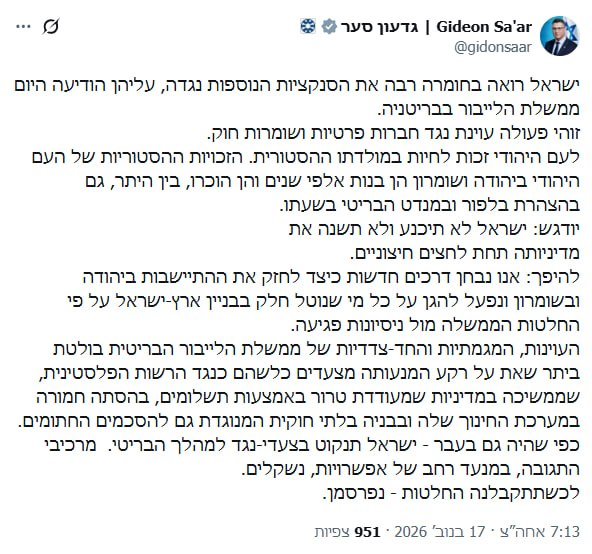 Gideon Sa'ar | גדעון סער
@gidonsaar
ישראל רואה בחומרה רבה את הסנקציות הנוספות נגדה, עליהן הודיעה היום
ממשלת הלייבור בבריטניה.
זוהי פעולה עוינת נגד חברות פרטיות ושומרות חוק.
לעם היהודי זכות לחיות במולדתו ההסטורית. הזכויות ההסטוריות של העם
היהודי ביהודה ושומרון הן בנות אלפי שנים והן הוכרו, בין היתר, גם
בהצהרת בלפור ובמנדט הבריטי בשעתו.
יודגש: ישראל לא תיכנע ולא תשנה את
מדיניותה תחת לחצים חיצוניים.
להיפך: אנו נבחן דרכים חדשות כיצד לחזק את ההתיישבות ביהודה
ובשומרון ונפעל להגן על כל מי שנוטל חלק בבניין ארץ-ישראל על פי
החלטות הממשלה מול ניסיונות פגיעה.
העוינות, המגמתיות והחד-צדדיות של ממשלת הלייבור הבריטית בולטת
ביתר שאת על רקע המנעותה מצעדים כלשהם כנגד הרשות הפלסטינית,
שממשיכה במדיניות שמעודדת טרור באמצעות תשלומים, בהסתה חמורה
במערכת החינוך שלה ובבניה בלתי חוקית המנוגדת גם להסכמים החתומים.
כפי שהיה גם בעבר - ישראל תנקוט בצעדי-נגד למהלך הבריטי. מרכיבי
התגובה, במנעד רחב של אפשרויות, נשקלים.
לכשתתקבלנה החלטות - נפרסמן.
7:13 אחה"צ · 17 בנוב' 2026 · 951 צפיות